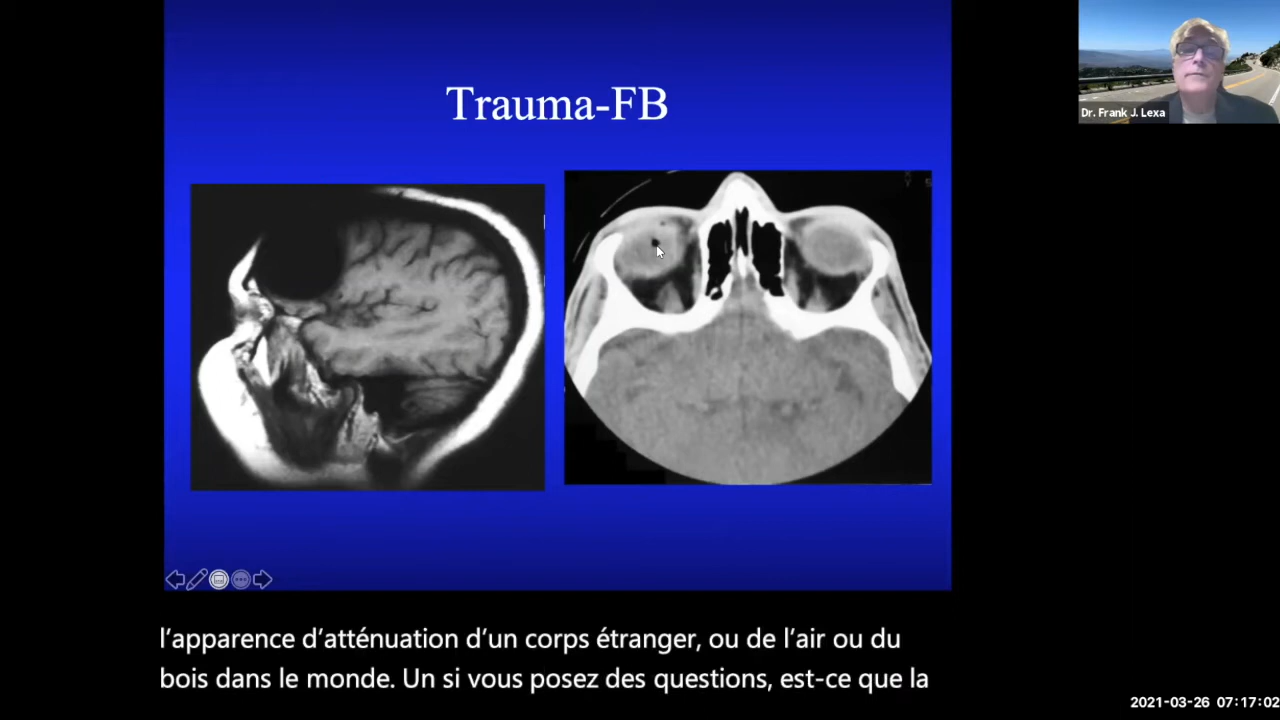 Trauma-FB
Dr. Frank J. Lexa
l'apparence d'atténuation d'un corps étranger, ou de l'air ou du
bois dans le monde. Un si vous posez des questions, est-ce que la
2021-03-26 07:17:02